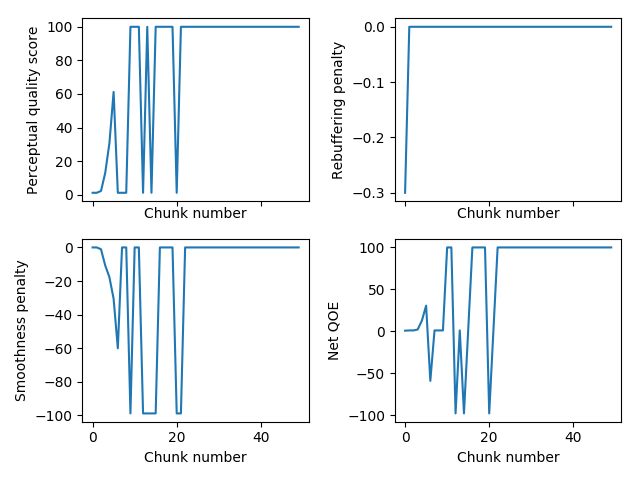 Perceptual quality score
100
80
60
40
20
0
Chunk number
Rebuffering penalty
0.0
−0.1
−0.2
−0.3
Chunk number
Smoothness penalty
0
−20
−40
−60
−80
−100
0 20 40
Chunk number
Net QOE
100
50
0
−50
−100
0 20 40
Chunk number